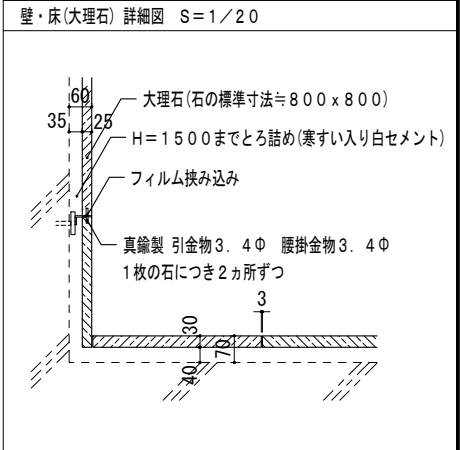 壁・床(大理石) 詳細図 S=1/20
60
大理石(石の標準寸法≒800x800)
35
25
H=1500までとろ詰め(寒すい入り白セメント)
フィルム挟み込み
真鍮製 引金物3.4Φ 腰掛金物3.4Φ
1枚の石につき2ヵ所ずつ
3
30
70
40